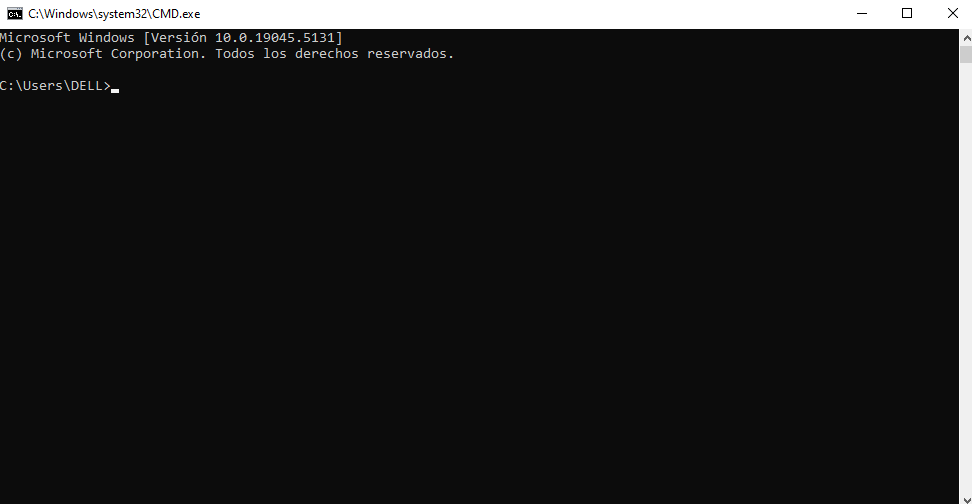 C:\Windows\system32\CMD.exe
Microsoft Windows [Versión 10.0.19045.5131]
(c) Microsoft Corporation. Todos los derechos reservados.
C:\Users\DELL>